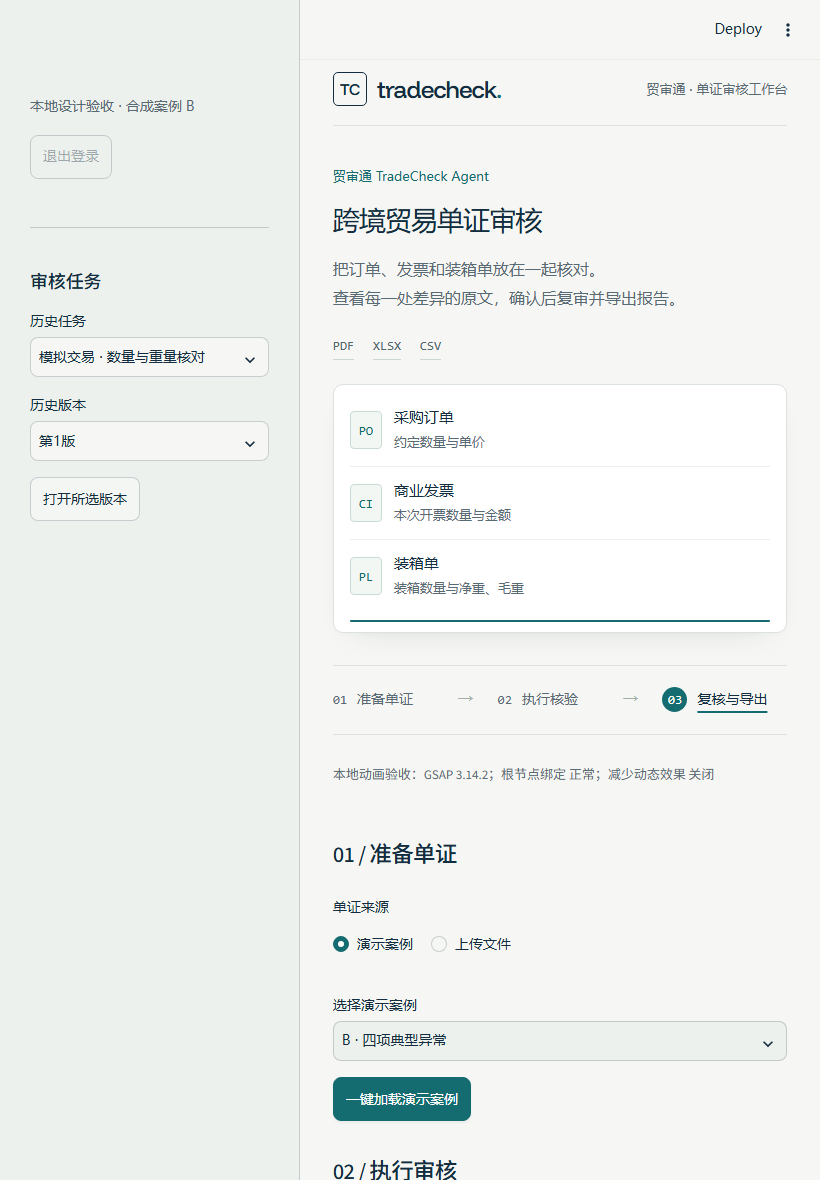 Deploy
本地设计验收 · 合成案例 B
退出登录
审核任务
历史任务
模拟交易 · 数量与重量核对
历史版本
第1版
打开所选版本
TC tradecheck.
贸审通 · 单证审核工作台
贸审通 TradeCheck Agent
跨境贸易单证审核
把订单、发票和装箱单放在一起核对。
查看每一处差异的原文，确认后复审并导出报告。
PDF XLSX CSV
PO
采购订单
约定数量与单价
CI
商业发票
本次开票数量与金额
PL
装箱单
装箱数量与净重、毛重
01 准备单证 → 02 执行核验 → 03 复核与导出
本地动画验收：GSAP 3.14.2；根节点绑定 正常；减少动态效果 关闭
01 / 准备单证
单证来源
演示案例 上传文件
选择演示案例
B · 四项典型异常
一键加载演示案例
02 / 执行审核